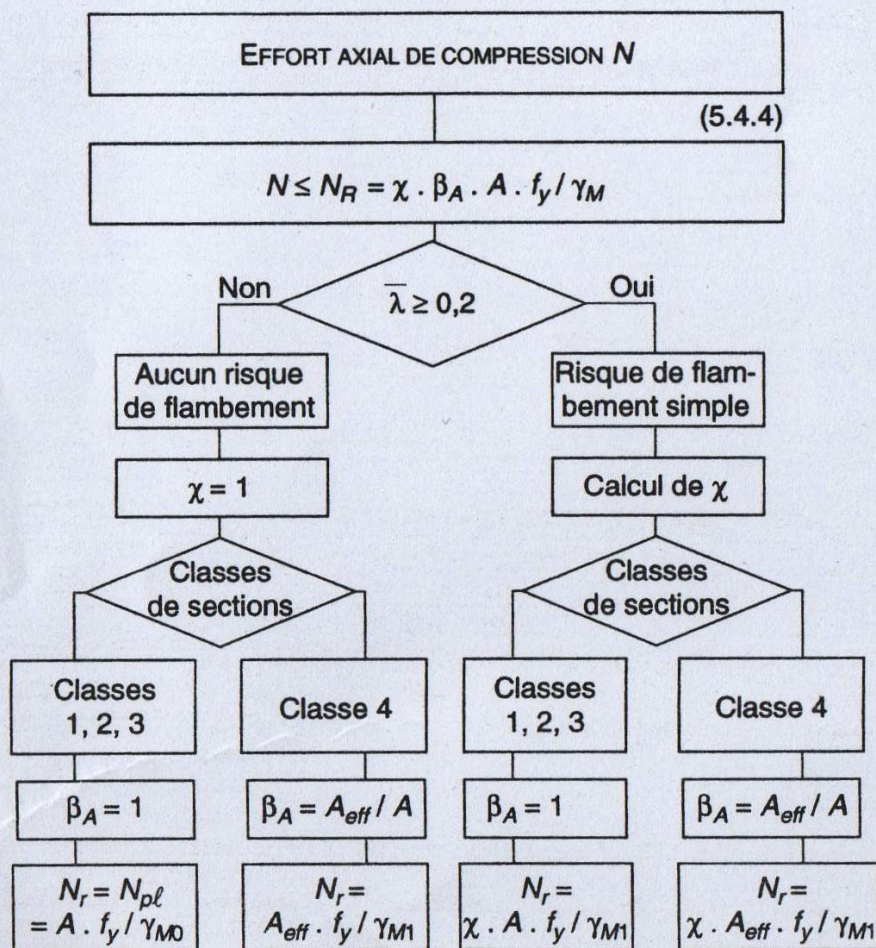 EFFORT AXIAL DE COMPRESSION N
(5.4.4)
N ≤ N_R = χ . β_A . A . f_y / γ_M
Non
λ̅ ≥ 0,2
Oui
Aucun risque
de flambement
Risque de flam-
bement simple
χ = 1
Calcul de χ
Classes
de sections
Classes
de sections
Classes
1, 2, 3
Classe 4
Classes
1, 2, 3
Classe 4
β_A = 1
β_A = A_eff / A
β_A = 1
β_A = A_eff / A
N_r = N_pℓ
= A . f_y / γ_M0
N_r =
A_eff . f_y / γ_M1
N_r =
χ . A . f_y / γ_M1
N_r =
χ . A_eff . f_y / γ_M1